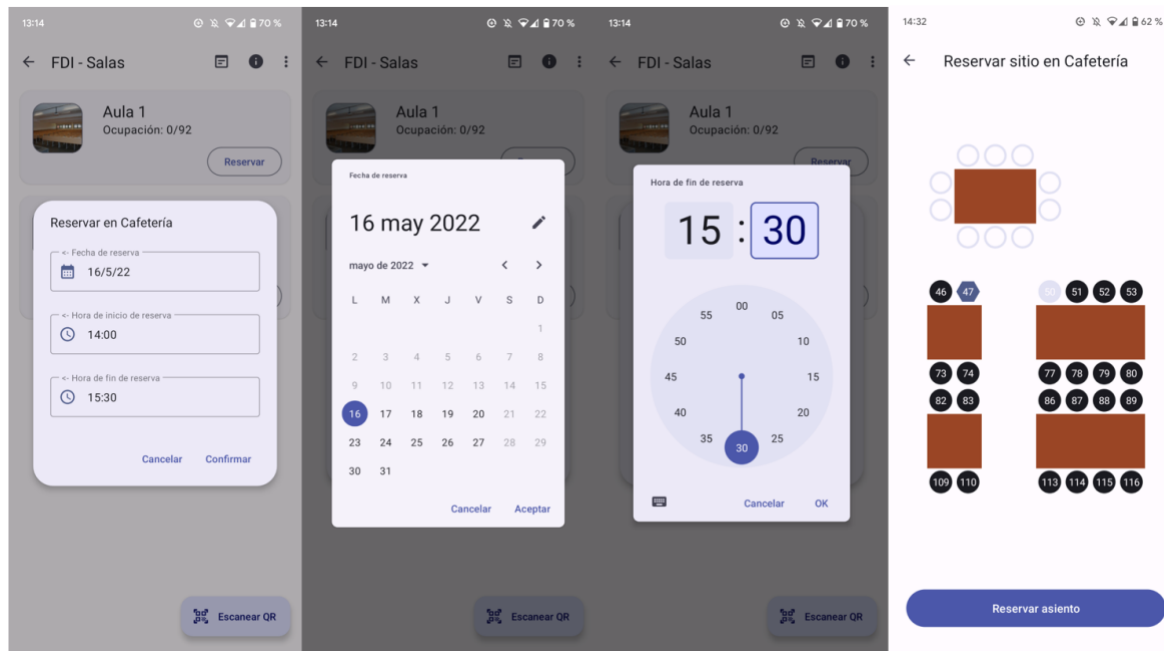 13:14
70 %
FDI - Salas
Aula 1
Ocupación: 0/92
Reservar
Reservar en Cafetería
<- Fecha de reserva
16/5/22
<- Hora de inicio de reserva
14:00
<- Hora de fin de reserva
15:30
Cancelar Confirmar
Escanear QR
13:14
70 %
FDI - Salas
Aula 1
Ocupación: 0/92
Fecha de reserva
16 may 2022
mayo de 2022
L M X J V S D
1
2 3 4 5 6 7 8
9 10 11 12 13 14 15
16 17 18 19 20 21 22
23 24 25 26 27 28 29
30 31
Cancelar Aceptar
Escanear QR
13:14
70 %
FDI - Salas
Aula 1
Ocupación: 0/92
Reservar
Hora de fin de reserva
15 : 30
00
55 05
50 10
45 15
40 20
35 25
30
Cancelar OK
Escanear QR
14:32
62 %
Reservar sitio en Cafetería
46 47 50 51 52 53
73 74 77 78 79 80
82 83 86 87 88 89
109 110 113 114 115 116
Reservar asiento